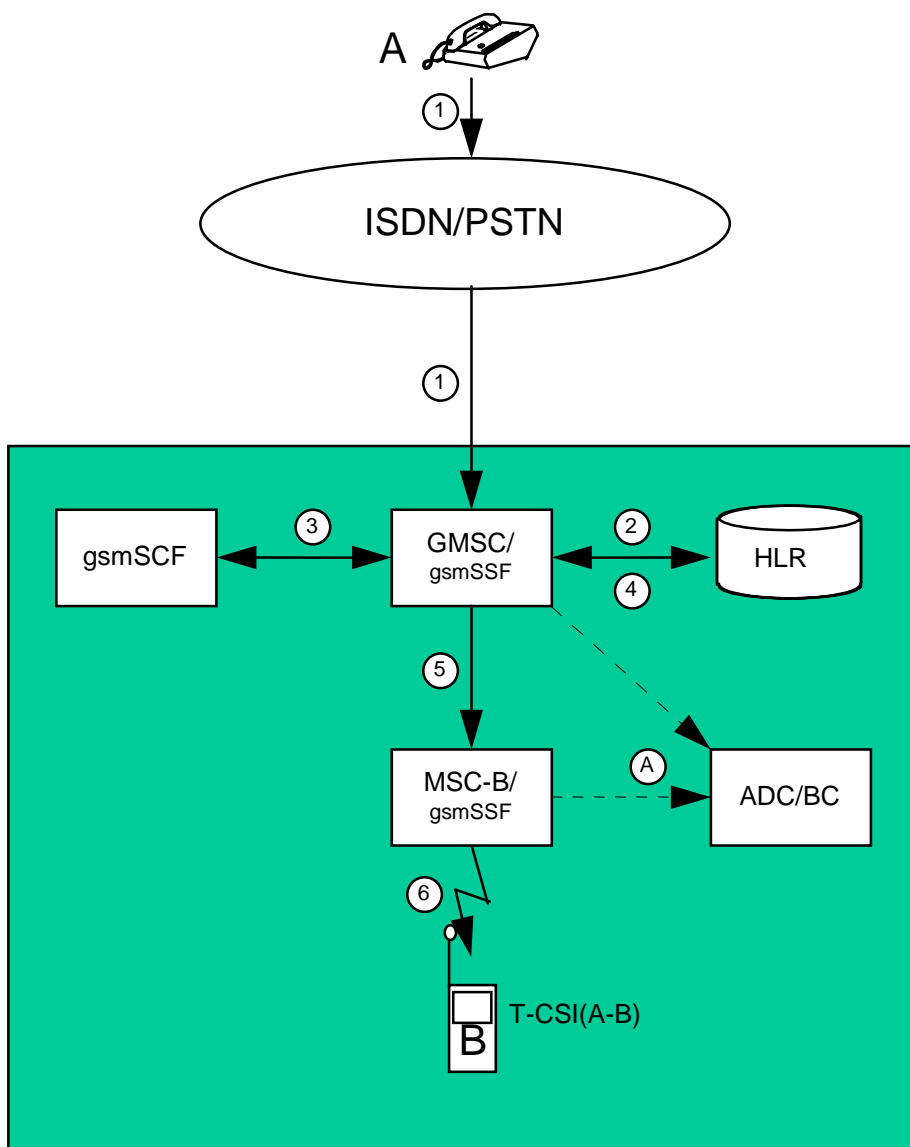 A
1
ISDN/PSTN
1
gsmSCF
3
GMSC/
gsmSSF
2
4
HLR
5
MSC-B/
gsmSSF
A
ADC/BC
6
T-CSI(A-B)
B